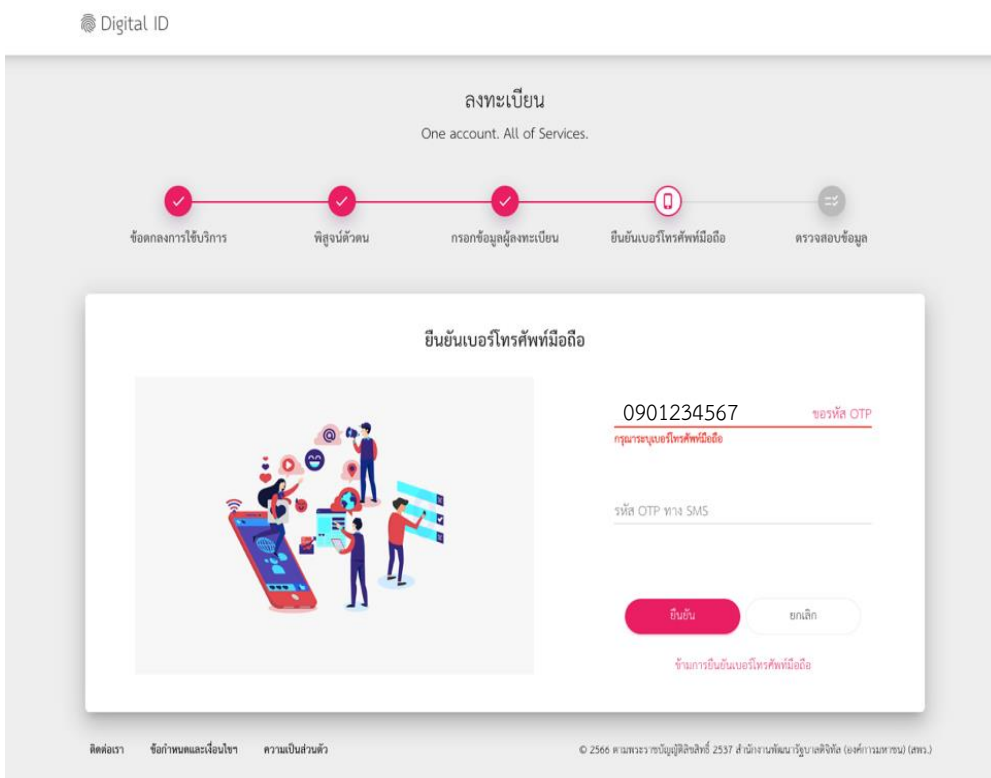 Digital ID
ลงทะเบียน
One account. All of Services.
ข้อตกลงการใช้บริการ
พิสูจน์ตัวตน
กรอกข้อมูลผู้ลงทะเบียน
ยืนยันเบอร์โทรศัพท์มือถือ
ตรวจสอบข้อมูล
ยืนยันเบอร์โทรศัพท์มือถือ
0901234567 ขอรหัส OTP
กรุณาระบุเบอร์โทรศัพท์มือถือ
รหัส OTP ทาง SMS
ยืนยัน ยกเลิก
ข้ามการยืนยันเบอร์โทรศัพท์มือถือ
ติดต่อเรา ข้อกำหนดและเงื่อนไขฯ ความเป็นส่วนตัว © 2566 ตามพระราชบัญญัติลิขสิทธิ์ 2537 สำนักงานพัฒนารัฐบาลดิจิทัล (องค์การมหาชน) (สพร.)